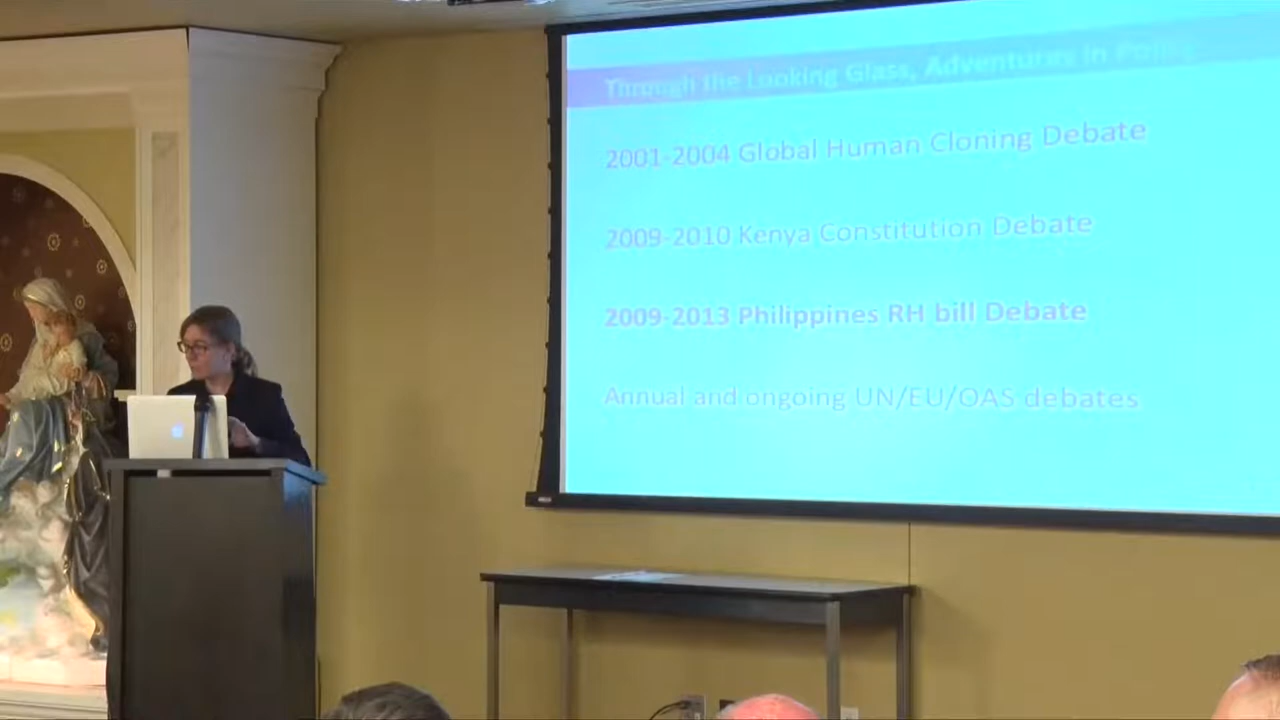 Through the Looking Glass, Adventures in Policy
2001-2004 Global Human Cloning Debate
2009-2010 Kenya Constitution Debate
2009-2013 Philippines RH bill Debate
Annual and ongoing UN/EU/OAS debates